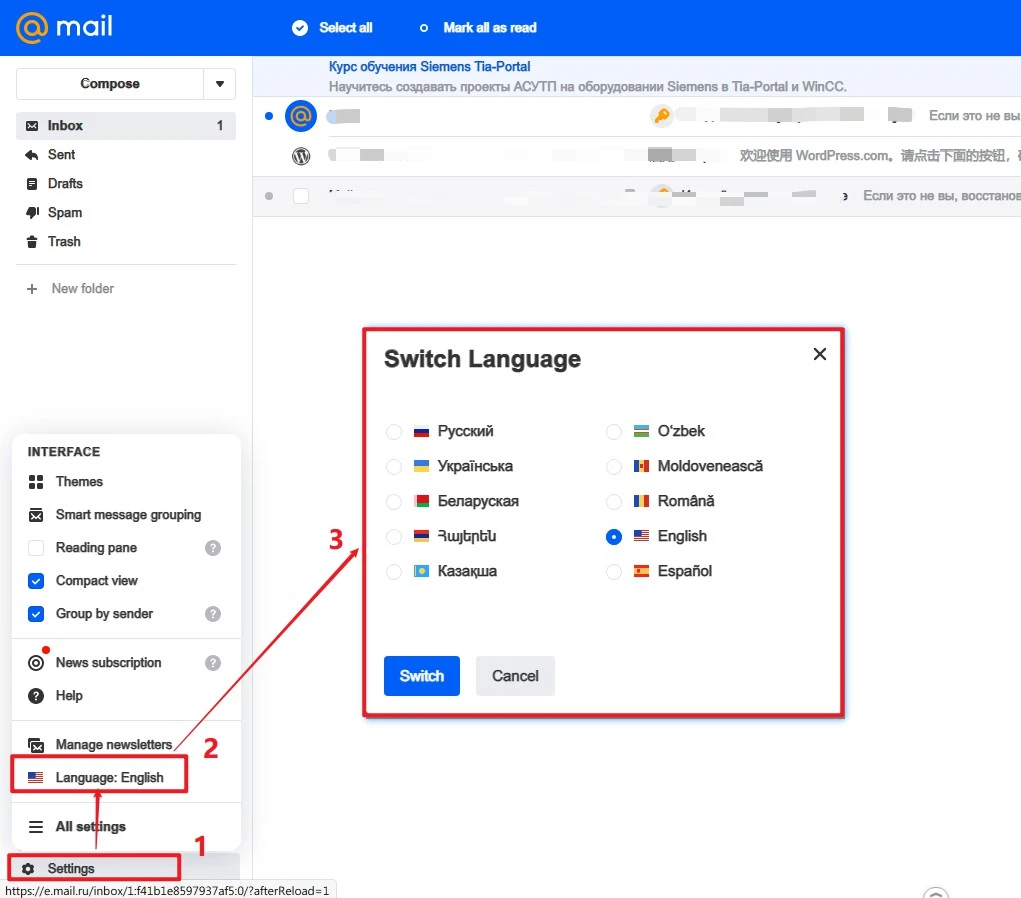 @mail
Select all
Mark all as read
Compose
Курс обучения Siemens Tia-Portal
Научитесь создавать проекты АСУТП на оборудовании Siemens в Tia-Portal и WinCC.
Inbox 1
Если это не вы
Sent
欢迎使用 WordPress.com。请点击下面的按钮,
Drafts
Если это не вы, восстанов
Spam
Trash
New folder
Switch Language
Русский
O'zbek
Українська
Moldovenească
Беларуская
Română
Հայերեն
English
Казақша
Español
Switch
Cancel
INTERFACE
Themes
Smart message grouping
Reading pane ?
Compact view
Group by sender ?
News subscription ?
Help
Manage newsletters
Language: English
All settings
Settings
1
2
3
https://e.mail.ru/inbox/1:f41b1e8597937af5:0/?afterReload=1